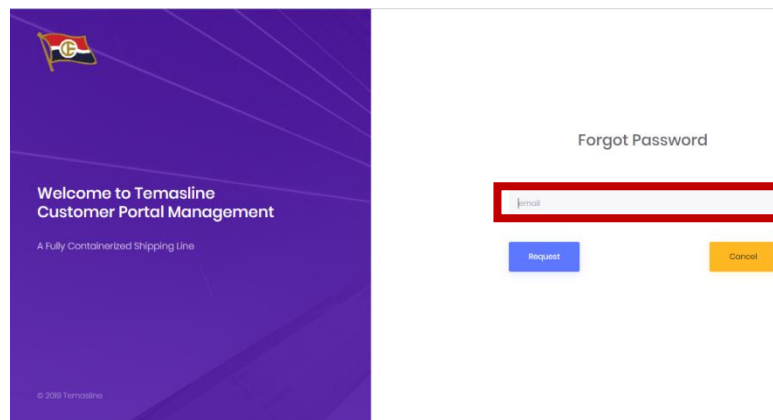 Welcome to Temasline
Customer Portal Management
A Fully Containerized Shipping Line
© 2019 Temasline
Forgot Password
email
Request
Cancel